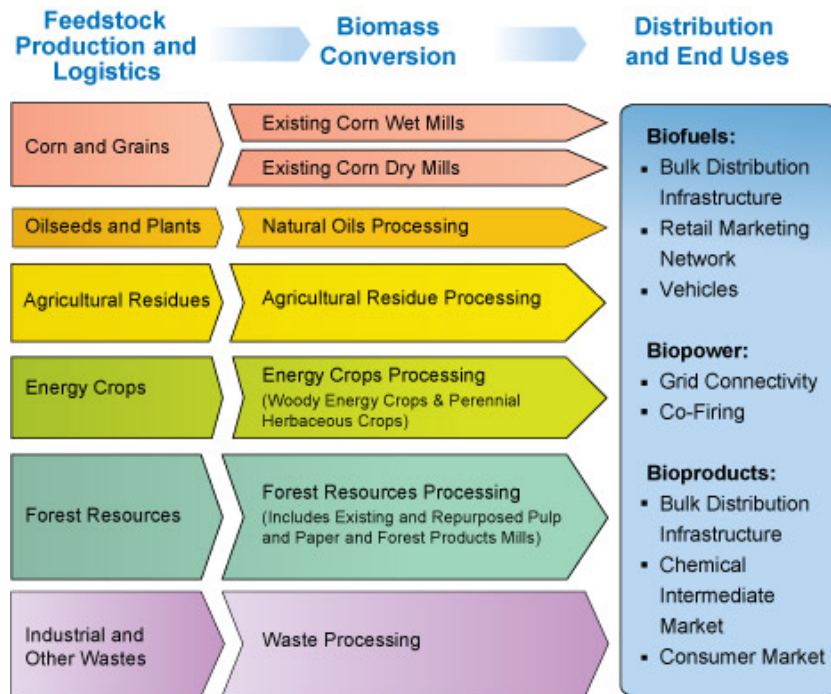 Feedstock
Production and
Logistics
Biomass
Conversion
Distribution
and End Uses
Corn and Grains
Existing Corn Wet Mills
Existing Corn Dry Mills
Oilseeds and Plants
Natural Oils Processing
Agricultural Residues
Agricultural Residue Processing
Energy Crops
Energy Crops Processing
(Woody Energy Crops & Perennial
Herbaceous Crops)
Forest Resources
Forest Resources Processing
(Includes Existing and Repurposed Pulp
and Paper and Forest Products Mills)
Industrial and
Other Wastes
Waste Processing
Biofuels:
▪ Bulk Distribution
Infrastructure
▪ Retail Marketing
Network
▪ Vehicles
Biopower:
▪ Grid Connectivity
▪ Co-Firing
Bioproducts:
▪ Bulk Distribution
Infrastructure
▪ Chemical
Intermediate
Market
▪ Consumer Market